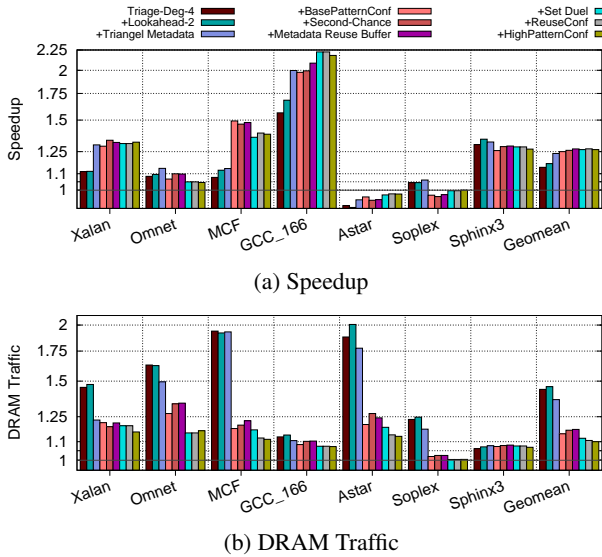 Triage-Deg-4 +BasePatternConf +Set Duel
+Lookahead-2 +Second-Chance +ReuseConf
+Triangel Metadata +Metadata Reuse Buffer +HighPatternConf
2.25
2
1.75
1.5
1.25
1.1
1
Speedup
Xalan Omnet MCF GCC_166 Astar Soplex Sphinx3 Geomean
(a) Speedup
2
1.75
1.5
1.25
1.1
1
DRAM Traffic
Xalan Omnet MCF GCC_166 Astar Soplex Sphinx3 Geomean
(b) DRAM Traffic